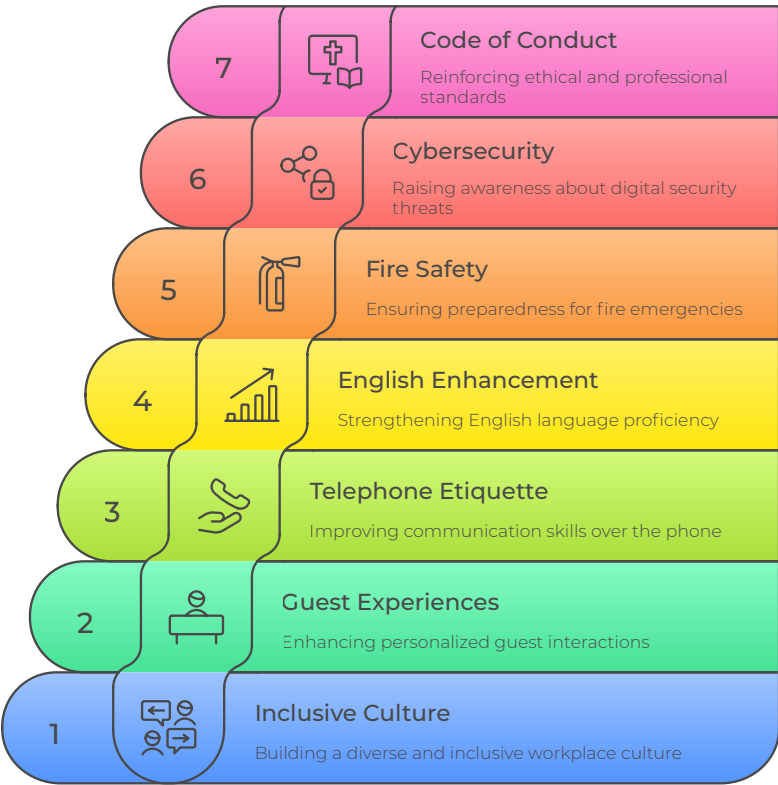 7
Code of Conduct
Reinforcing ethical and professional
standards
6
Cybersecurity
Raising awareness about digital security
threats
5
Fire Safety
Ensuring preparedness for fire emergencies
4
English Enhancement
Strengthening English language proficiency
3
Telephone Etiquette
Improving communication skills over the phone
2
Guest Experiences
Enhancing personalized guest interactions
1
Inclusive Culture
Building a diverse and inclusive workplace culture